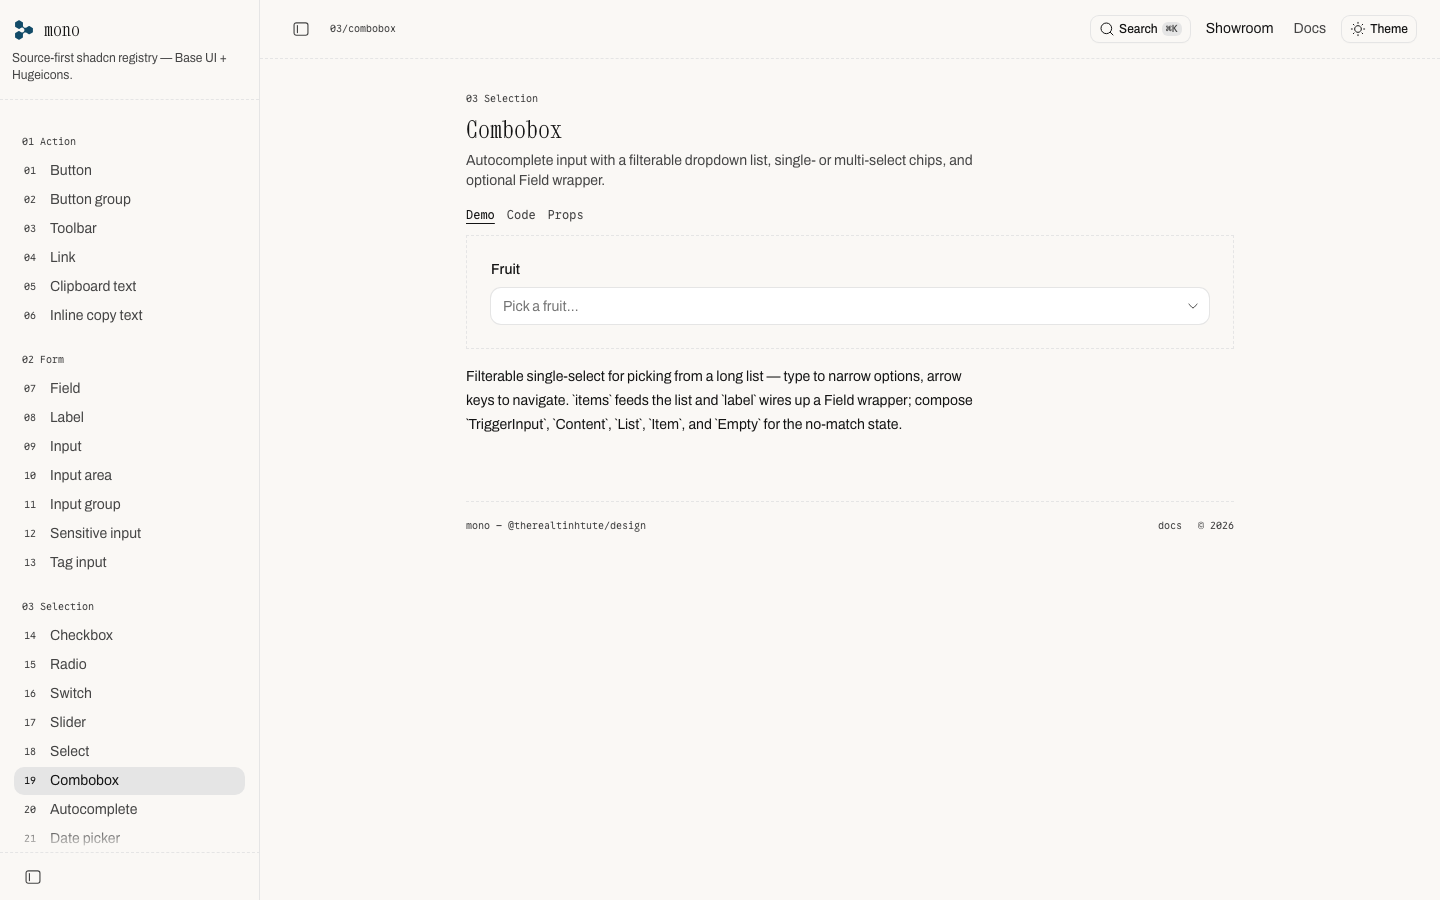 mono
Source-first shadcn registry — Base UI +
Hugeicons.
01 Action
01 Button
02 Button group
03 Toolbar
04 Link
05 Clipboard text
06 Inline copy text
02 Form
07 Field
08 Label
09 Input
10 Input area
11 Input group
12 Sensitive input
13 Tag input
03 Selection
14 Checkbox
15 Radio
16 Switch
17 Slider
18 Select
19 Combobox
20 Autocomplete
21 Date picker
03/combobox
Search ⌘K
Showroom
Docs
Theme
03 Selection
Combobox
Autocomplete input with a filterable dropdown list, single- or multi-select chips, and
optional Field wrapper.
Demo Code Props
Fruit
Pick a fruit...
Filterable single-select for picking from a long list — type to narrow options, arrow
keys to navigate. `items` feeds the list and `label` wires up a Field wrapper; compose
`TriggerInput`, `Content`, `List`, `Item`, and `Empty` for the no-match state.
mono — @therealtinhtute/design
docs © 2026